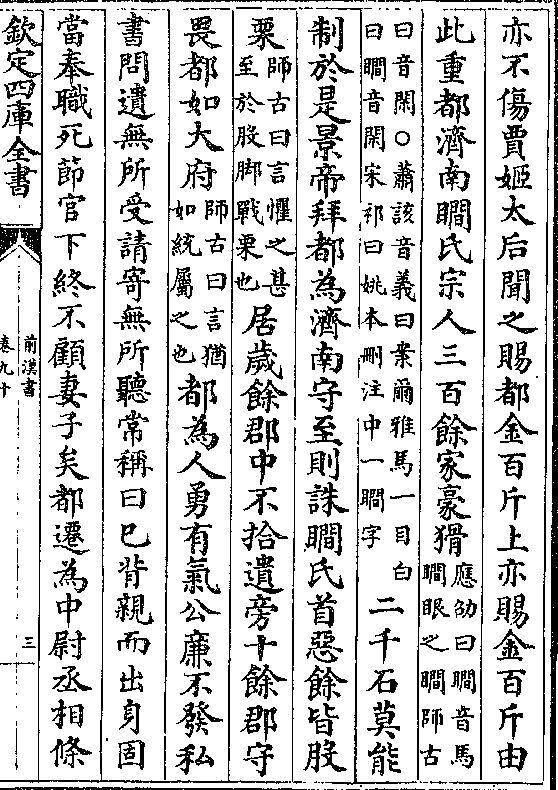 亦不傷賈姬太后聞之賜都金百斤上亦賜金百斤由
此重都濟南瞷氏宗人三百餘家豪猾應劭曰瞷音馬瞷眼之瞷師古
曰音閑○蕭該音義曰案爾雅馬一目白曰瞷音閑宋祁曰姚本刪注中一瞷字二千石莫能
制於是景帝拜都為濟南守至則誅瞷氏首惡餘皆股
栗師古曰言懼之甚至於股脚戰栗也居歲餘郡中不拾遺旁十餘郡守
畏都如大府師古曰言猶如統屬之也都為人勇有氣公廉不發私
書問遺無所受請寄無所聽常稱曰已背親而出身固
當奉職死節官下終不顧妻子矣都遷為中尉丞相條
欽定四庫全書
前漢書
卷九十
三